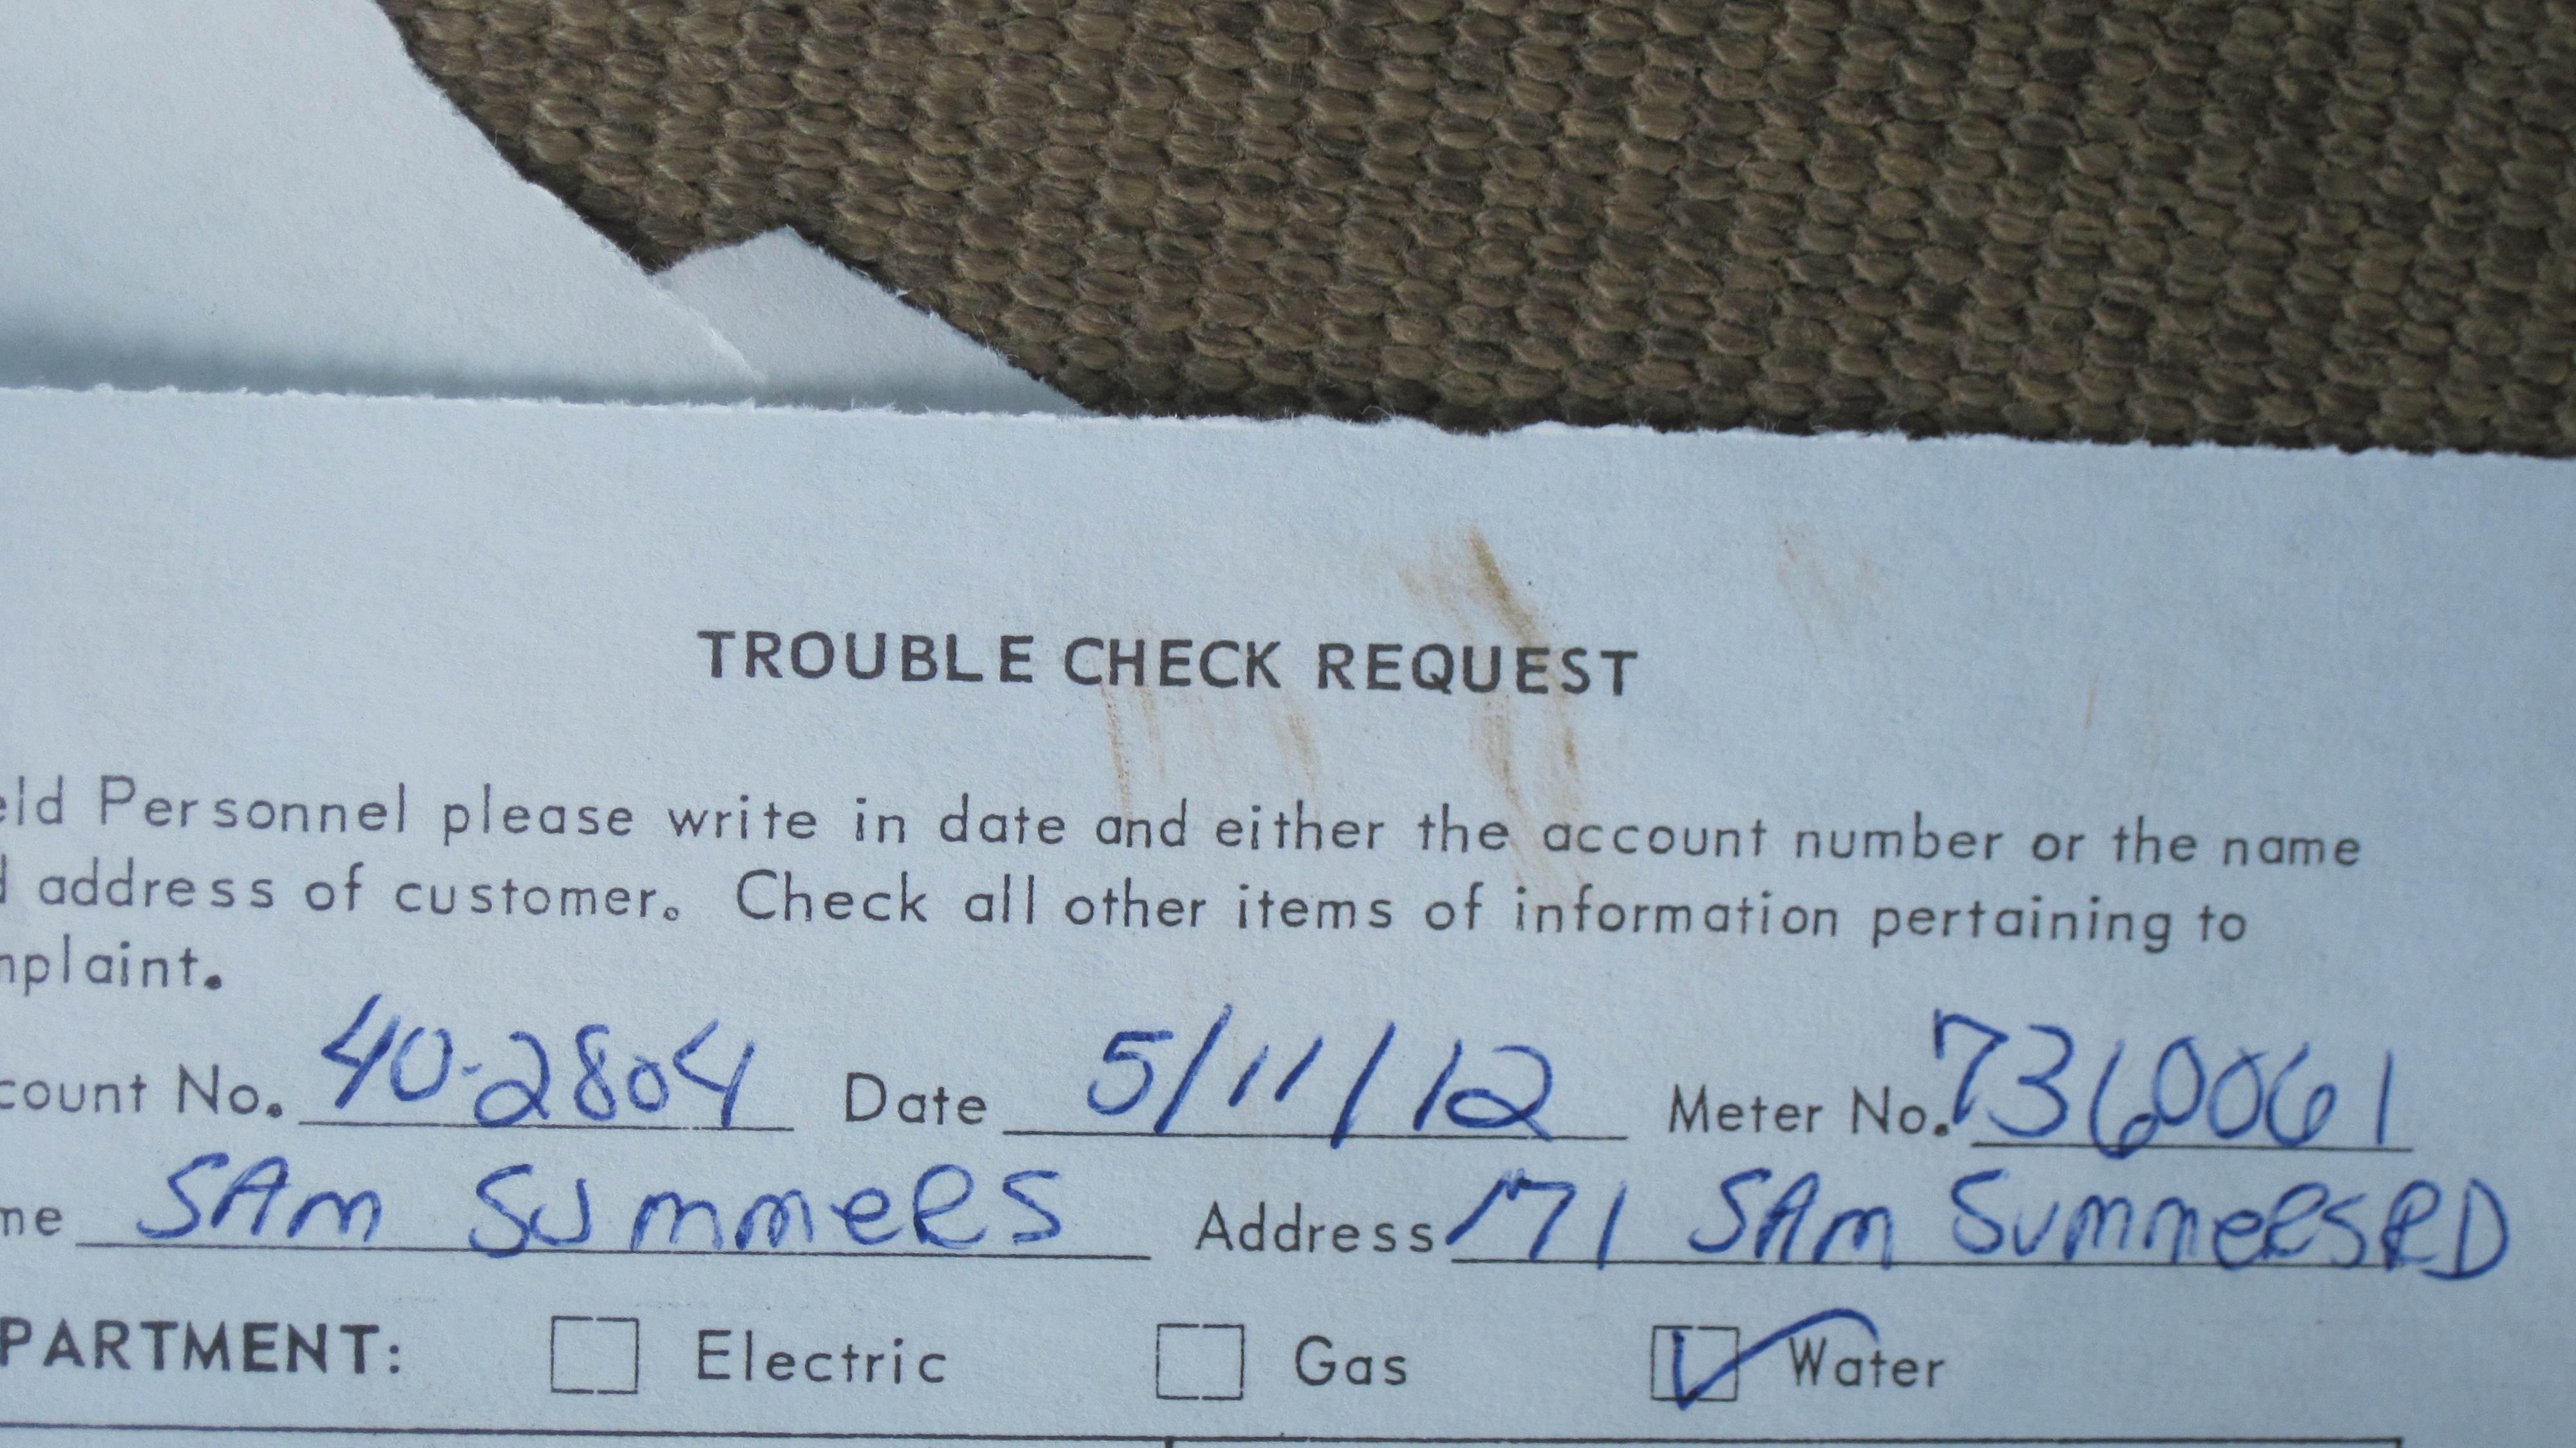 TROUBLE CHECK REQUEST
eld Personnel please write in date and either the account number or the name
d address of customer. Check all other items of information pertaining to
mplaint.
count No. 40-2804 Date 5/11/12 Meter No. 7360061
me SAm SUmmeRS Address 171 SAm SummeRS RD
PARTMENT: Electric Gas Water